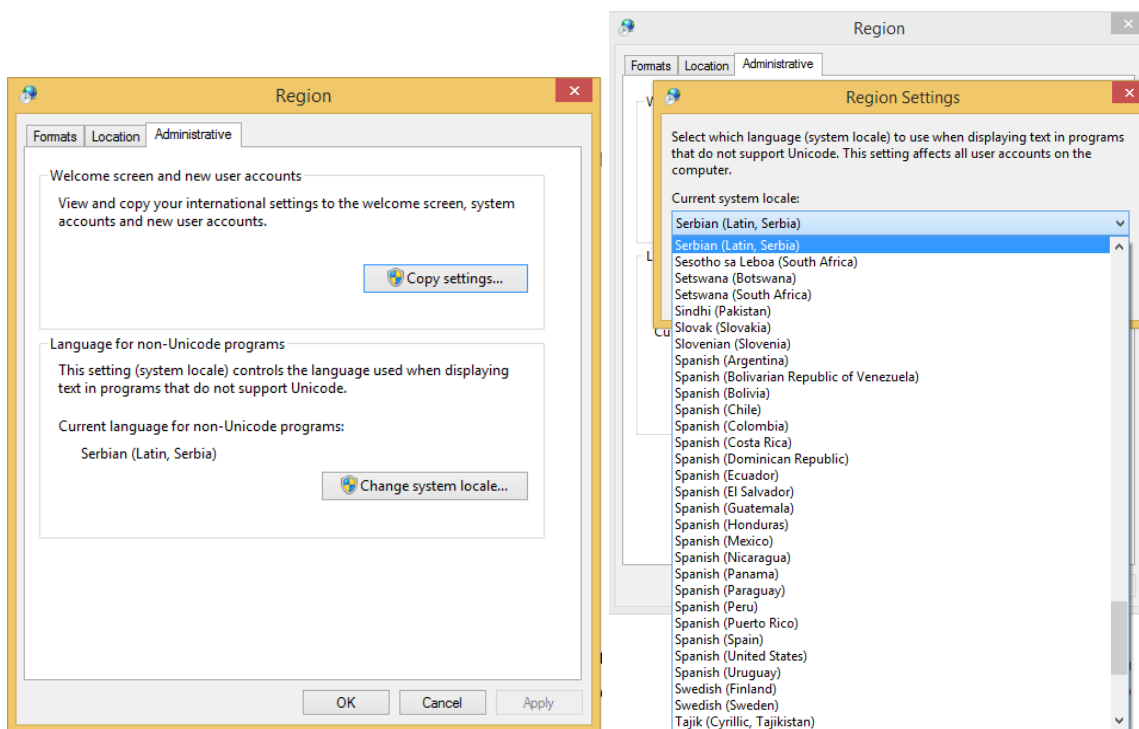 Region
Formats
Location
Administrative
Welcome screen and new user accounts
View and copy your international settings to the welcome screen, system
accounts and new user accounts.
Copy settings...
Language for non-Unicode programs
This setting (system locale) controls the language used when displaying
text in programs that do not support Unicode.
Current language for non-Unicode programs:
Serbian (Latin, Serbia)
Change system locale...
OK
Cancel
Apply
Region
Formats
Location
Administrative
Region Settings
Select which language (system locale) to use when displaying text in programs
that do not support Unicode. This setting affects all user accounts on the
computer.
Current system locale:
Serbian (Latin, Serbia)
Serbian (Latin, Serbia)
Sesotho sa Leboa (South Africa)
Setswana (Botswana)
Setswana (South Africa)
Sindhi (Pakistan)
Slovak (Slovakia)
Slovenian (Slovenia)
Spanish (Argentina)
Spanish (Bolivarian Republic of Venezuela)
Spanish (Bolivia)
Spanish (Chile)
Spanish (Colombia)
Spanish (Costa Rica)
Spanish (Dominican Republic)
Spanish (Ecuador)
Spanish (El Salvador)
Spanish (Guatemala)
Spanish (Honduras)
Spanish (Mexico)
Spanish (Nicaragua)
Spanish (Panama)
Spanish (Paraguay)
Spanish (Peru)
Spanish (Puerto Rico)
Spanish (Spain)
Spanish (United States)
Spanish (Uruguay)
Swedish (Finland)
Swedish (Sweden)
Tajik (Cyrillic, Tajikistan)